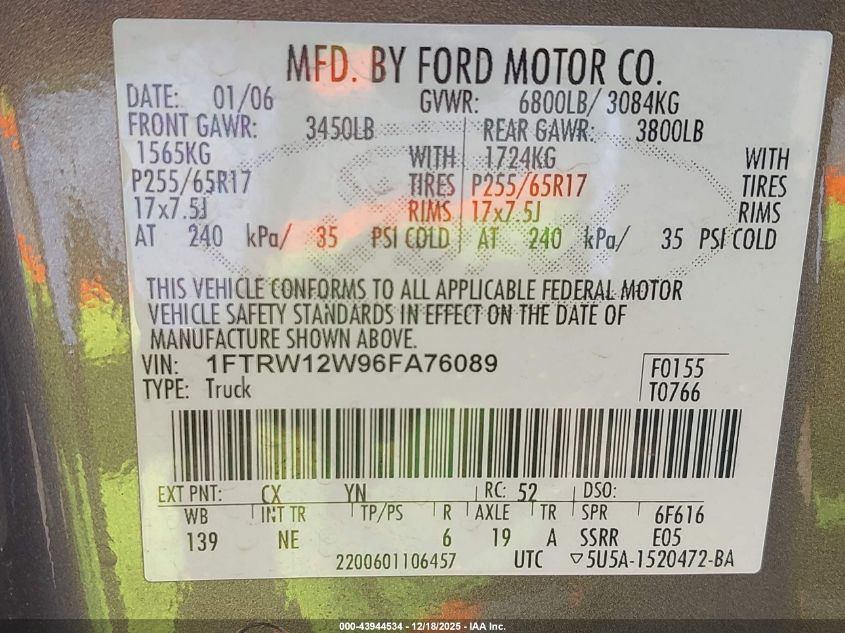 MFD. BY FORD MOTOR CO.
DATE: 01/06 GVWR: 6800LB/ 3084KG
FRONT GAWR: 3450LB REAR GAWR: 3800LB
1565KG WITH 1724KG WITH
P255/65R17 TIRES P255/65R17 TIRES
17x7.5J RIMS 17x7.5J RIMS
AT 240 kPa/ 35 PSI COLD AT 240 kPa/ 35 PSI COLD
THIS VEHICLE CONFORMS TO ALL APPLICABLE FEDERAL MOTOR
VEHICLE SAFETY STANDARDS IN EFFECT ON THE DATE OF
MANUFACTURE SHOWN ABOVE.
VIN: 1FTRW12W96FA76089 F0155
TYPE: Truck T0766
EXT PNT: CX YN RC: 52 DSO:
WB INT TR TP/PS R AXLE TR SPR 6F616
139 NE 6 19 A SSRR E05
2200601106457 UTC ▽5U5A-1520472-BA
000-43944534 - 12/18/2025 - IAA Inc.